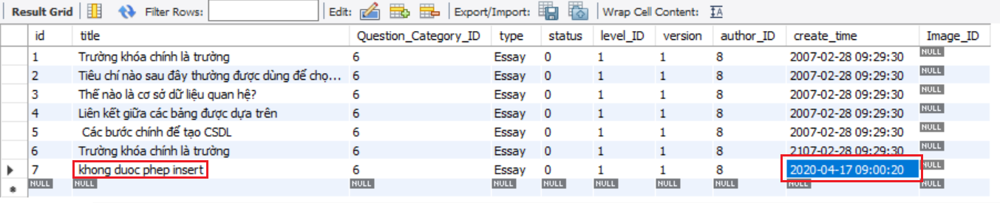 Result Grid Filter Rows: Edit: Export/Import: Wrap Cell Content:
id title Question_Category_ID type status level_ID version author_ID create_time Image_ID
1 Trường khóa chính là trường 6 Essay 0 1 1 8 2007-02-28 09:29:30 NULL
2 Tiêu chí nào sau đây thường được dùng để chọ... 6 Essay 0 1 1 8 2007-02-28 09:29:30 NULL
3 Thế nào là cơ sở dữ liệu quan hệ? 6 Essay 0 1 1 8 2007-02-28 09:29:30 NULL
4 Liên kết giữa các bảng được dựa trên 6 Essay 0 1 1 8 2007-02-28 09:29:30 NULL
5 Các bước chính để tạo CSDL 6 Essay 0 1 1 8 2007-02-28 09:29:30 NULL
6 Trường khóa chính là trường 6 Essay 0 1 1 8 2107-02-28 09:29:30 NULL
7 khong duoc phep insert 6 Essay 0 1 1 8 2020-04-17 09:00:20 NULL
NULL NULL NULL NULL NULL NULL NULL NULL NULL NULL